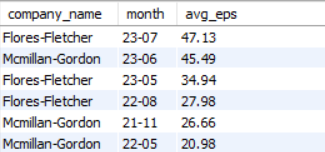 company_name month avg_eps
Flores-Fletcher 23-07 47.13
Mcmillan-Gordon 23-06 45.49
Flores-Fletcher 23-05 34.94
Flores-Fletcher 22-08 27.98
Mcmillan-Gordon 21-11 26.66
Mcmillan-Gordon 22-05 20.98